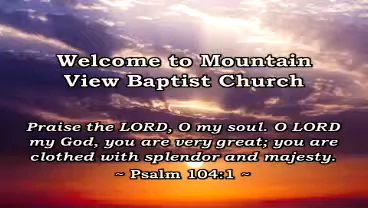 Welcome to Mountain
View Baptist Church
Praise the LORD, O my soul. O LORD
my God, you are very great; you are
clothed with splendor and majesty.
~ Psalm 104:1 ~